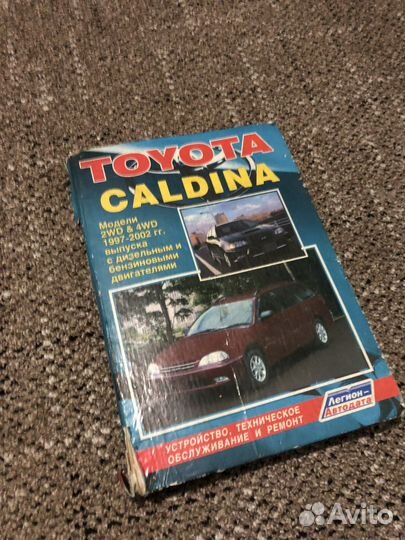 TOYOTA
CALDINA
Модели
2WD & 4WD
1997-2002 гг.
выпуска
с дизельным и
бензиновыми
двигателями
Легион-
Автодата
УСТРОЙСТВО, ТЕХНИЧЕСКОЕ
ОБСЛУЖИВАНИЕ И РЕМОНТ
Avito